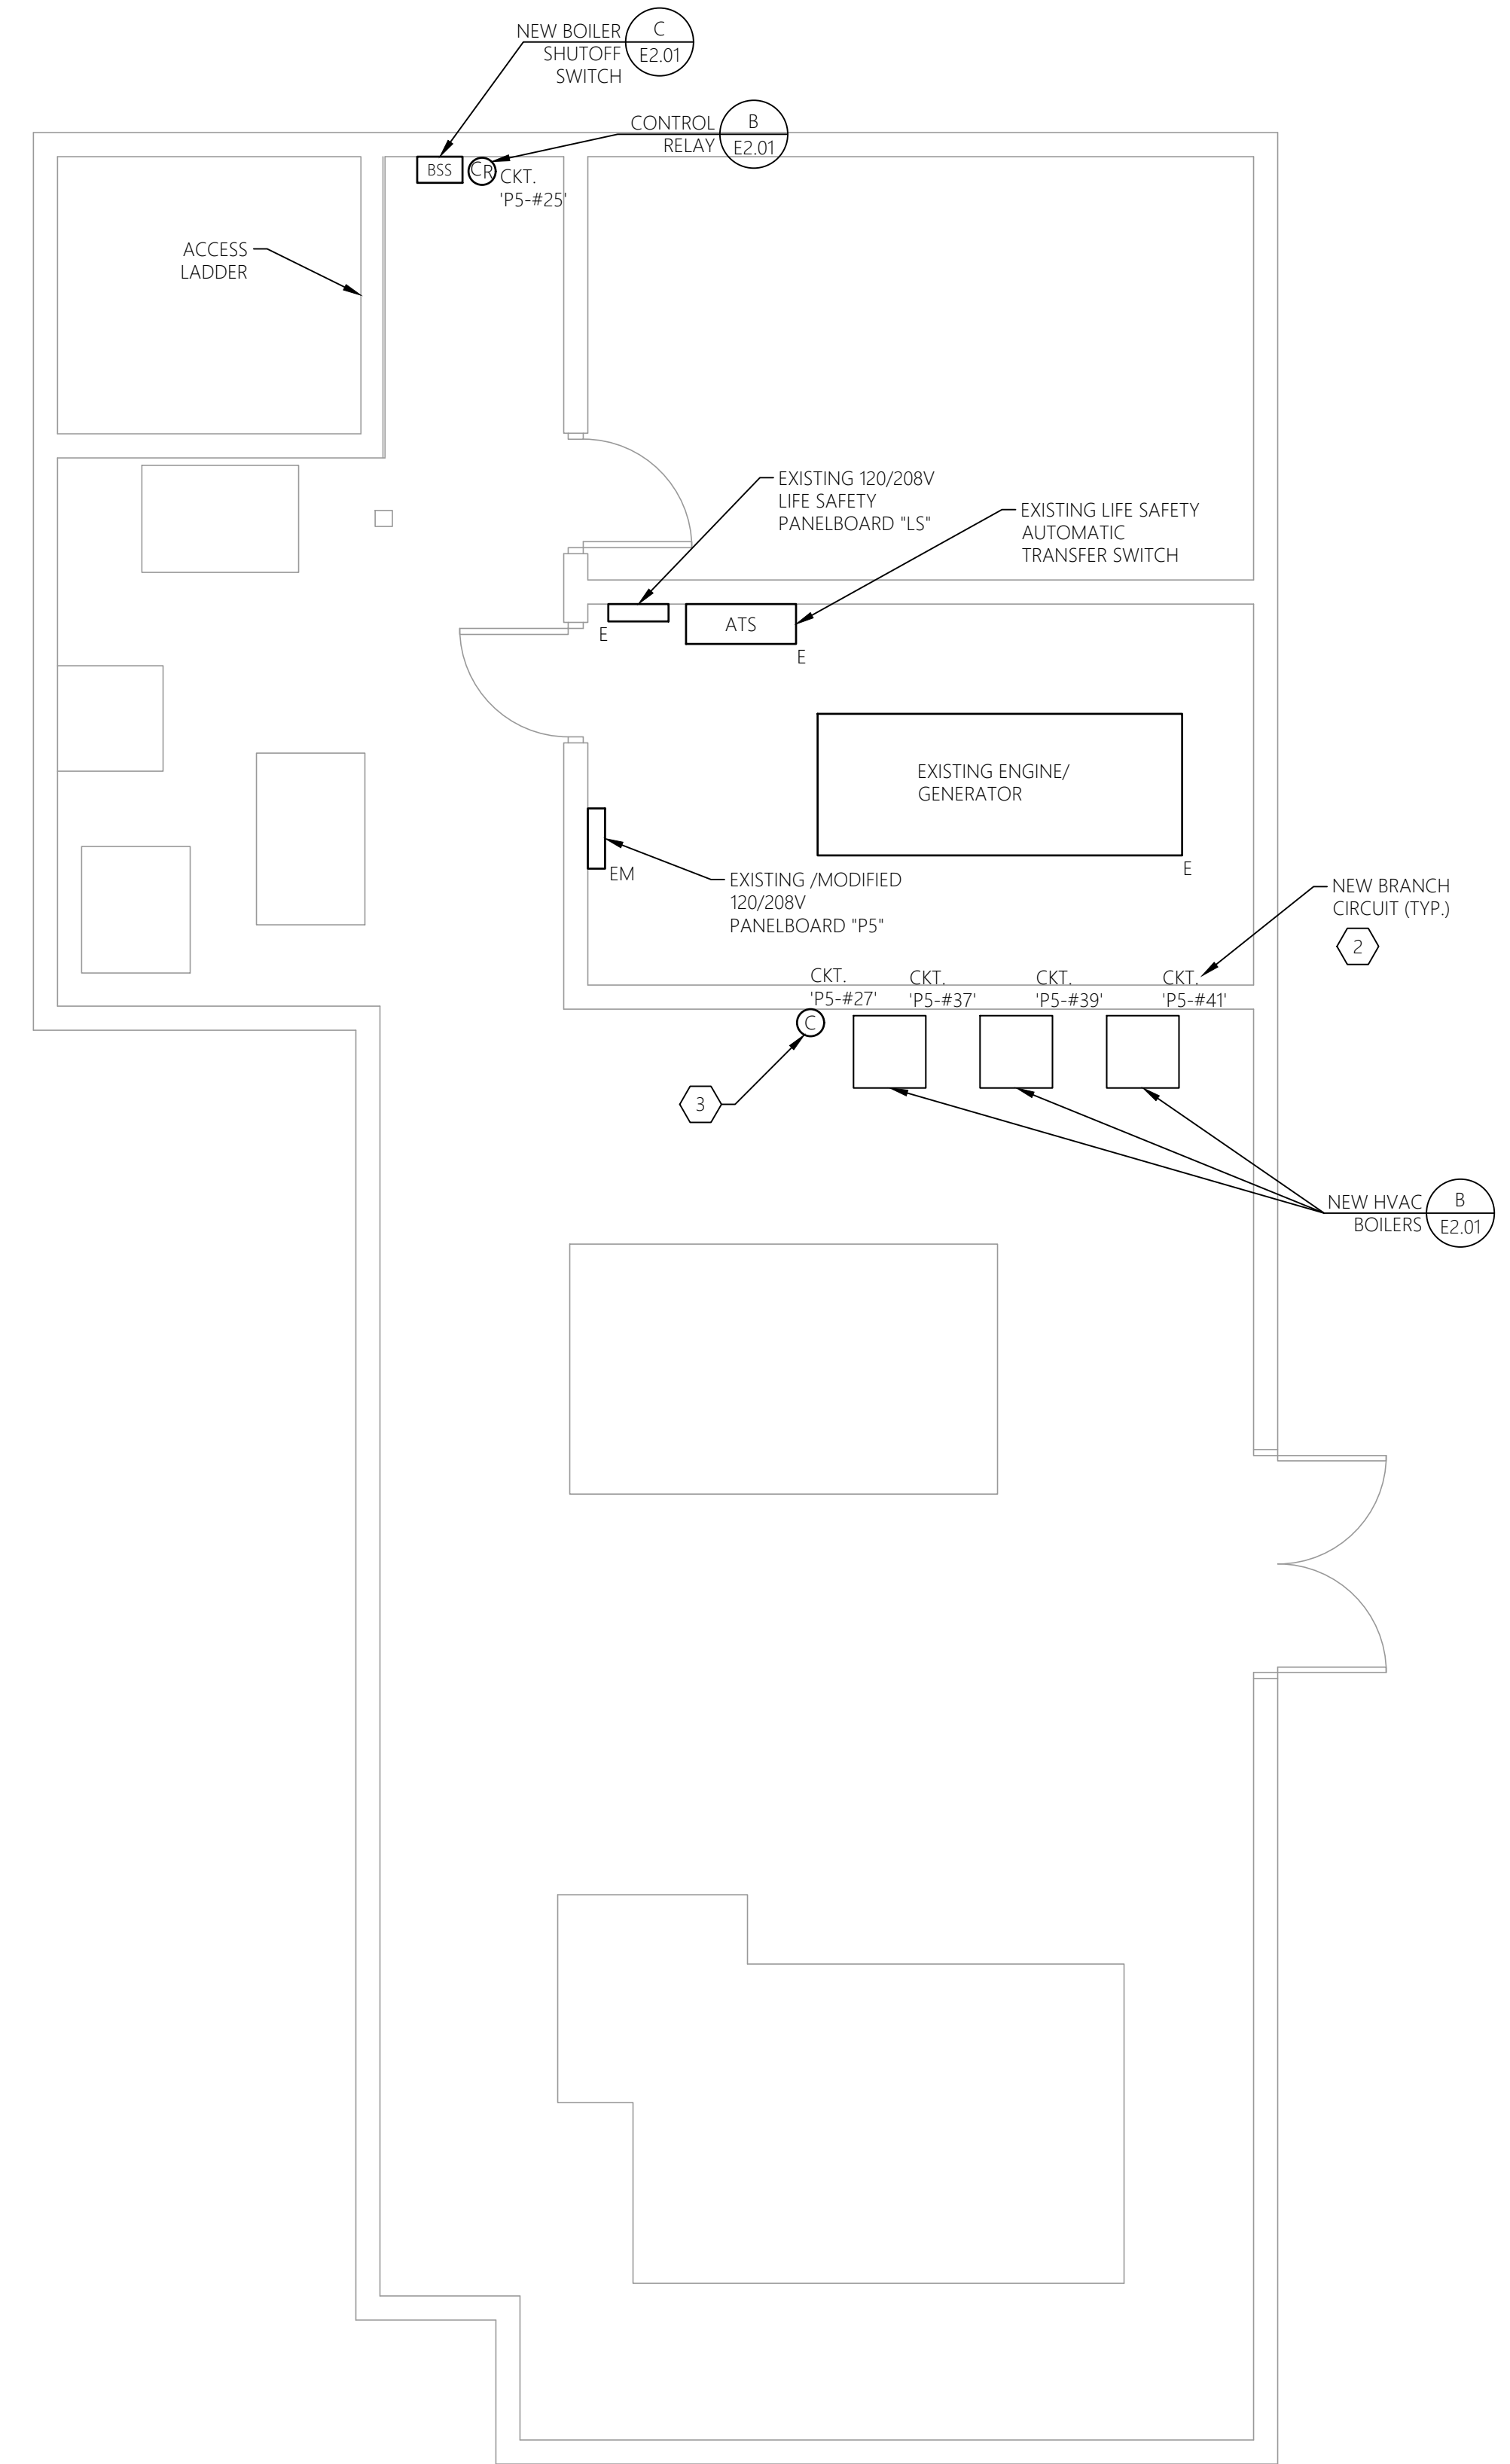 NEW BOILER
SHUTOFF
SWITCH
C
E2.01
CONTROL
RELAY
B
E2.01
BSS
CR
CKT.
'P5-#25'
ACCESS
LADDER
EXISTING 120/208V
LIFE SAFETY
PANELBOARD "LS"
EXISTING LIFE SAFETY
AUTOMATIC
TRANSFER SWITCH
E
ATS
E
EXISTING ENGINE/
GENERATOR
E
EM
EXISTING /MODIFIED
120/208V
PANELBOARD "P5"
NEW BRANCH
CIRCUIT (TYP.)
2
CKT.
'P5-#27'
CKT.
'P5-#37'
CKT.
'P5-#39'
CKT.
'P5-#41'
C
3
NEW HVAC
BOILERS
B
E2.01